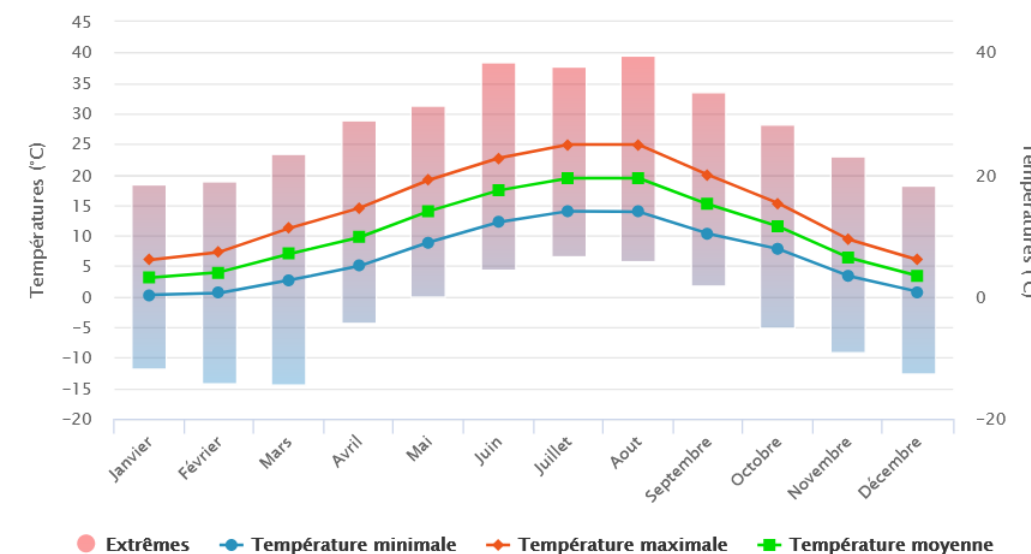 Températures (°C)
45
40
35
30
25
20
15
10
5
0
-5
-10
-15
-20
40
20
0
-20
Températures (°C)
Janvier
Février
Mars
Avril
Mai
Juin
Juillet
Aout
Septembre
Octobre
Novembre
Décembre
Extrêmes Température minimale Température maximale Température moyenne